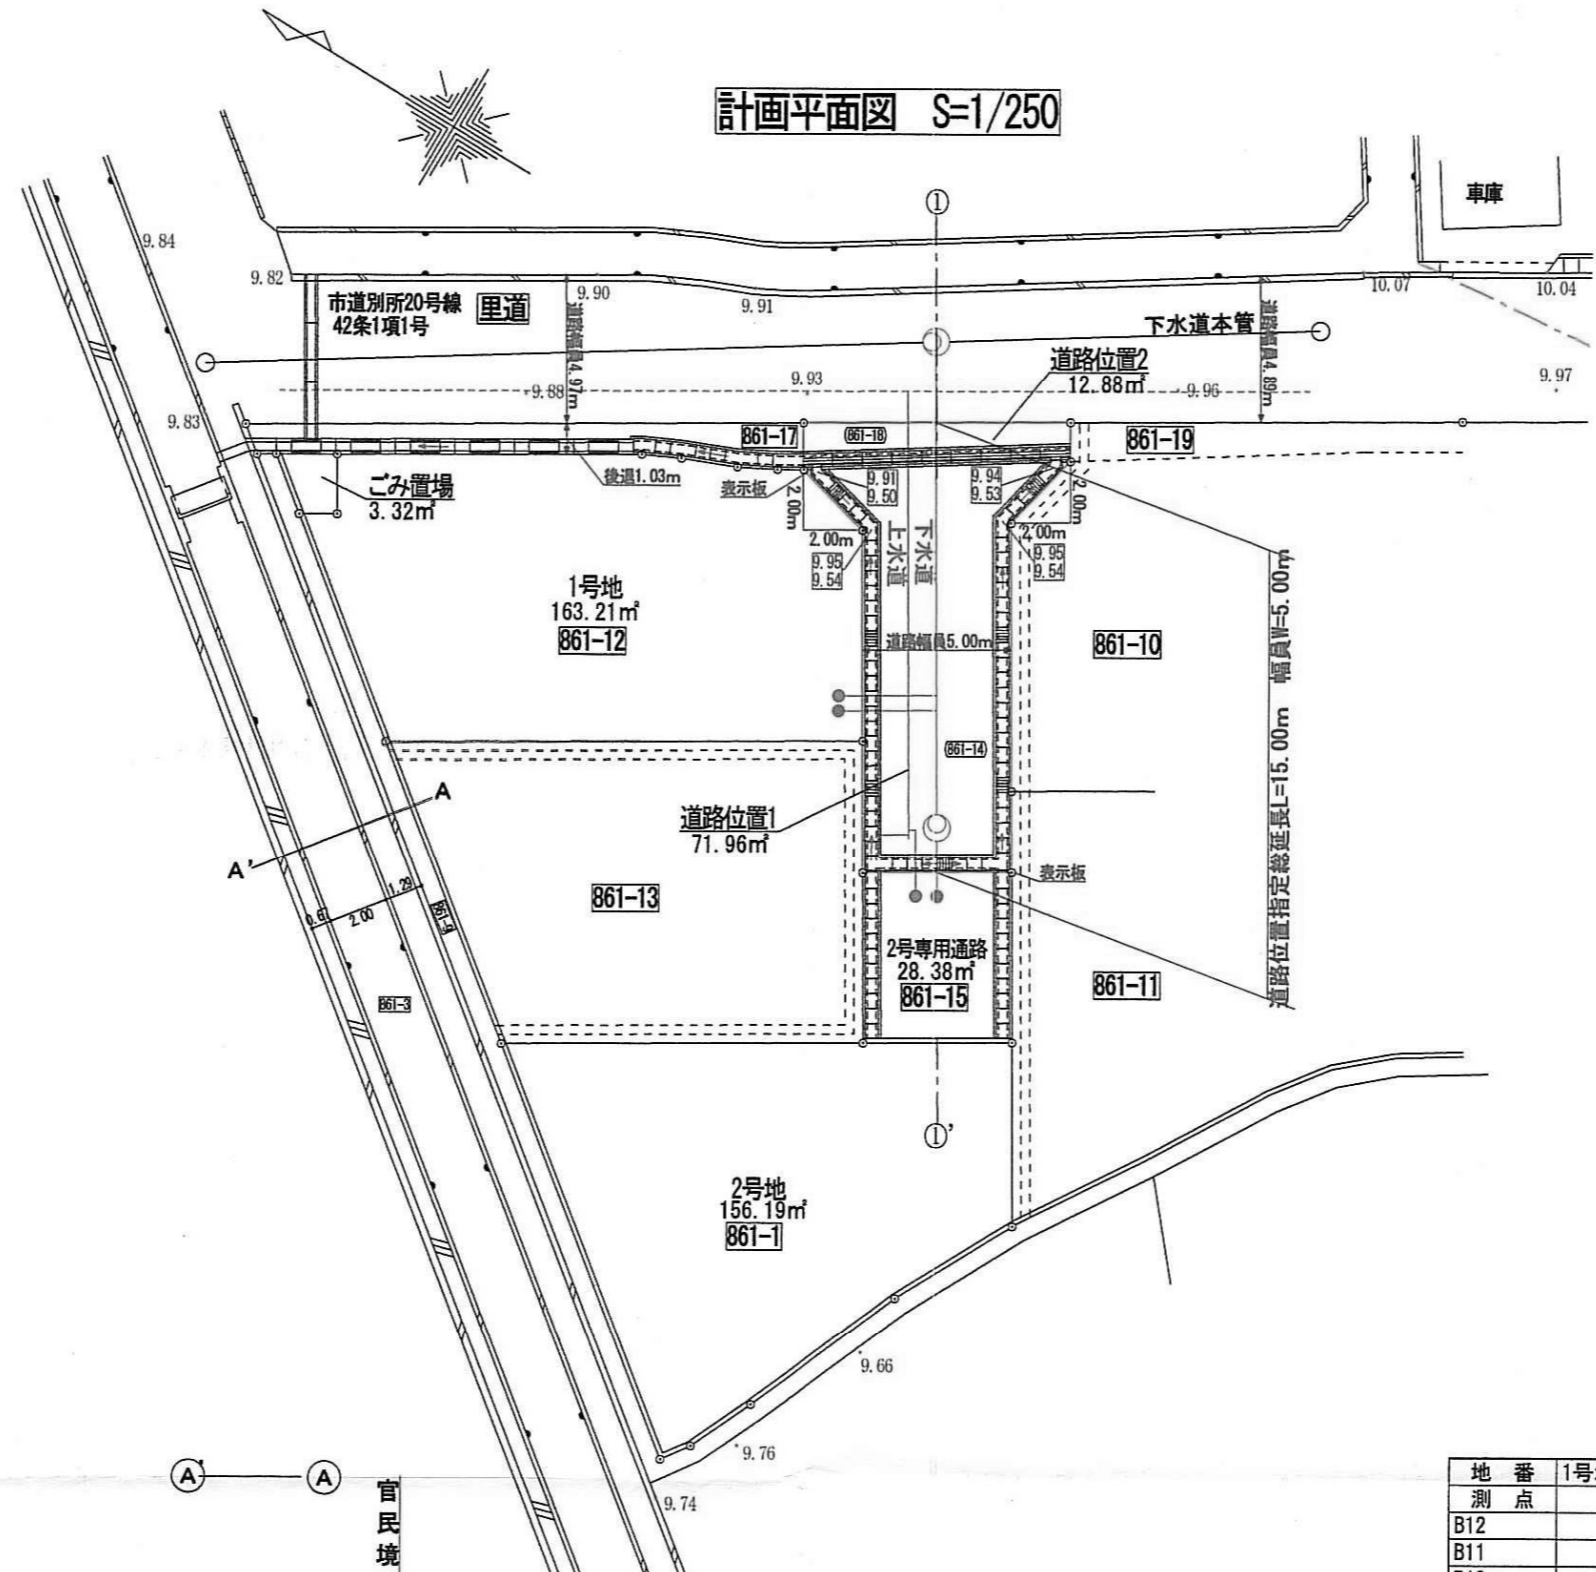 計画平面図 S=1/250
①
車庫
9.84
9.82
9.90
9.91
10.07
10.04
市道別所20号線
42条1項1号
里道
道路幅員4.97m
下水道本管
道路幅員4.89m
道路位置2
12.88㎡
9.88
9.93
9.96
9.97
9.83
861-17
(861-18)
861-19
後退1.03m
表示板
ごみ置場
3.32㎡
9.91
9.50
9.94
9.53
2.00m
2.00m
2.00m
2.00m
9.95
9.54
9.95
9.54
上水道
下水道
1号地
163.21㎡
861-12
道路幅員5.00m
861-10
道路位置指定総延長L=15.00m 幅員W=5.00m
(861-14)
A
A'
道路位置1
71.96㎡
表示板
1.29
2.00
861-9
861-13
861-3
2号専用通路
28.38㎡
861-15
861-11
①'
2号地
156.19㎡
861-1
9.66
9.76
9.74
A'
A
官民境
地 番
測 点
B12
B11